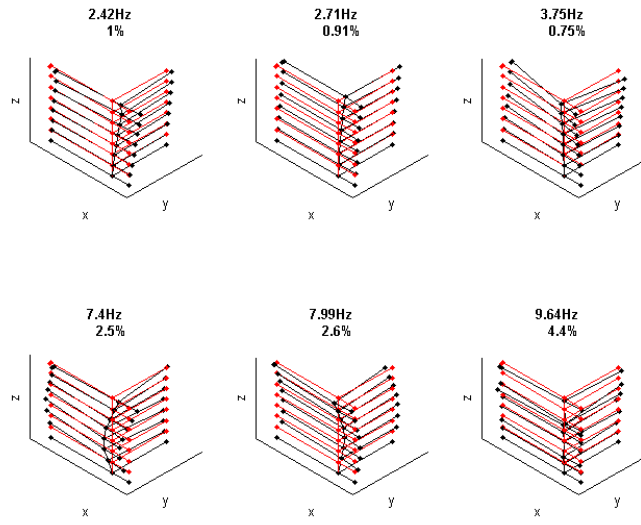 2.42Hz
1%
2.71Hz
0.91%
3.75Hz
0.75%
z
x
y
z
x
y
z
x
y
7.4Hz
2.5%
7.99Hz
2.6%
9.64Hz
4.4%
z
x
y
z
x
y
z
x
y